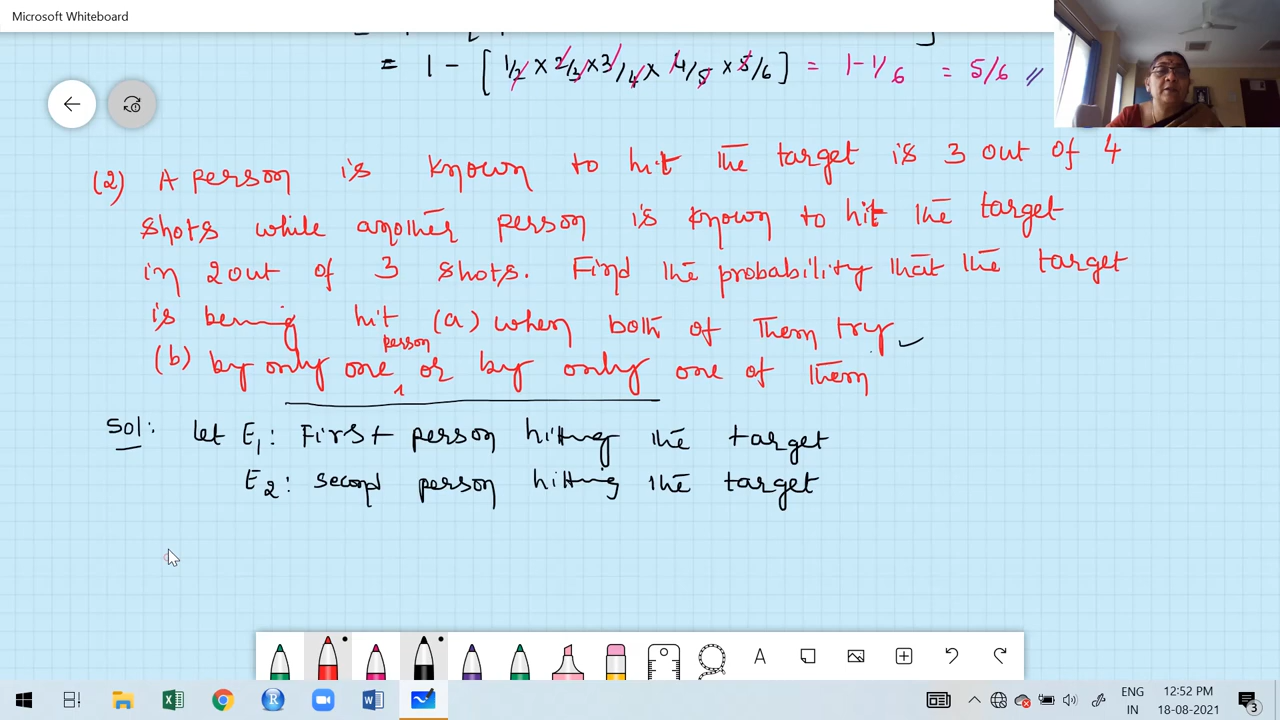 Microsoft Whiteboard
= 1 - [ 1/2 × 2/3 × 3/4 × 4/5 × 5/6 ] = 1 - 1/6 = 5/6 //
(2) A person is known to hit the target is 3 out of 4
shots while another person is known to hit the target
in 2 out of 3 shots. Find the probability that the target
is being hit (a) when both of them try
person
(b) by only one or by only one of them
Sol: let E1: First person hitting the target
E2: second person hitting the target
A
ENG
IN
12:52 PM
18-08-2021
3